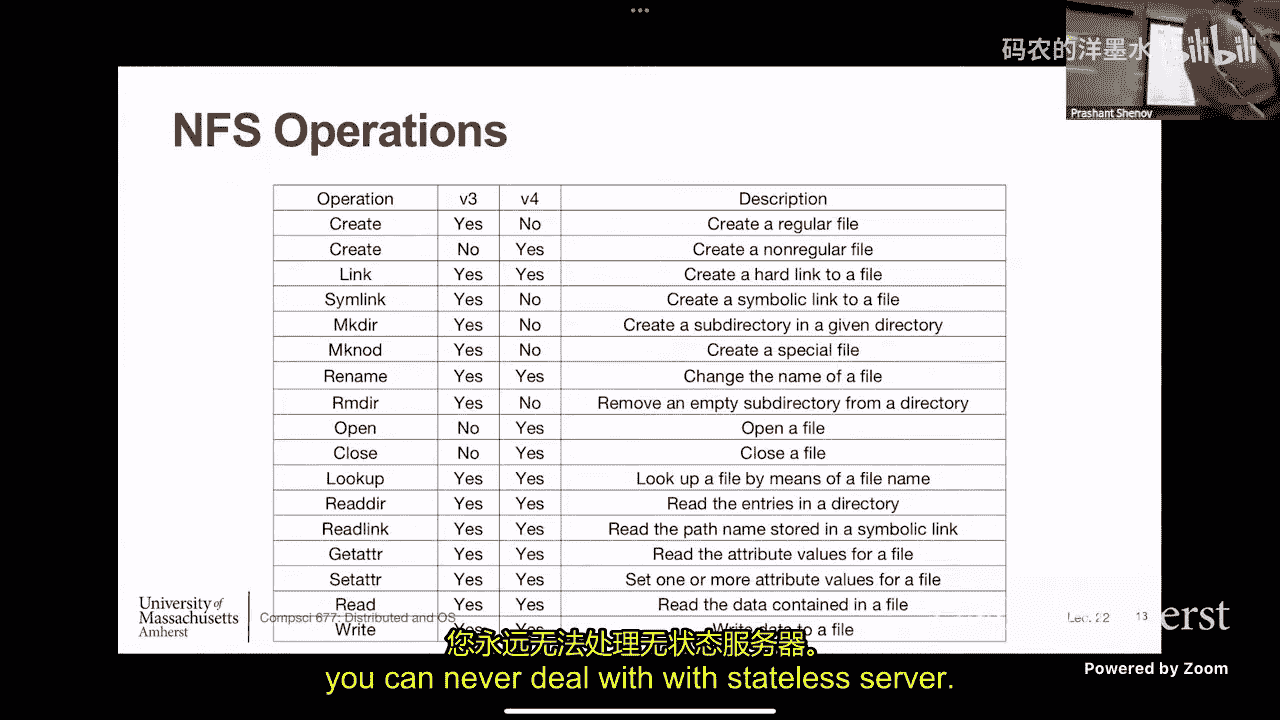 码农的洋墨水 bilibili
Prashant Shenoy
NFS Operations
Operation v3 v4 Description
Create Yes No Create a regular file
Create No Yes Create a nonregular file
Link Yes Yes Create a hard link to a file
Symlink Yes No Create a symbolic link to a file
Mkdir Yes No Create a subdirectory in a given directory
Mknod Yes No Create a special file
Rename Yes Yes Change the name of a file
Rmdir Yes No Remove an empty subdirectory from a directory
Open No Yes Open a file
Close No Yes Close a file
Lookup Yes Yes Look up a file by means of a file name
Readdir Yes Yes Read the entries in a directory
Readlink Yes Yes Read the path name stored in a symbolic link
Getattr Yes Yes Read the attribute values for a file
Setattr Yes Yes Set one or more attribute values for a file
Read Yes Yes Read the data contained in a file
Write Yes Yes Write data to a file
University of
Massachusetts
Amherst
Compsci 677: Distributed and OS
Lec. 22 13
您永远无法处理无状态服务器。
you can never deal with with stateless server.
Powered by Zoom